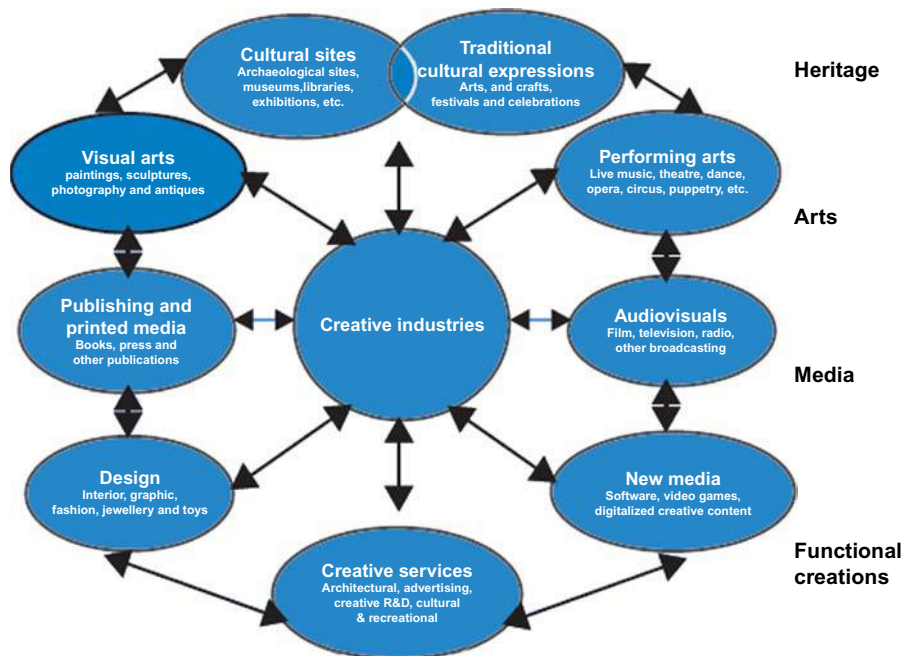 Cultural sites
Archaeological sites,
museums,libraries,
exhibitions, etc.
Traditional
cultural expressions
Arts, and crafts,
festivals and celebrations
Heritage
Visual arts
paintings, sculptures,
photography and antiques
Performing arts
Live music, theatre, dance,
opera, circus, puppetry, etc.
Arts
Publishing and
printed media
Books, press and
other publications
Creative industries
Audiovisuals
Film, television, radio,
other broadcasting
Media
Design
Interior, graphic,
fashion, jewellery and toys
New media
Software, video games,
digitalized creative content
Creative services
Architectural, advertising,
creative R&D, cultural
& recreational
Functional
creations